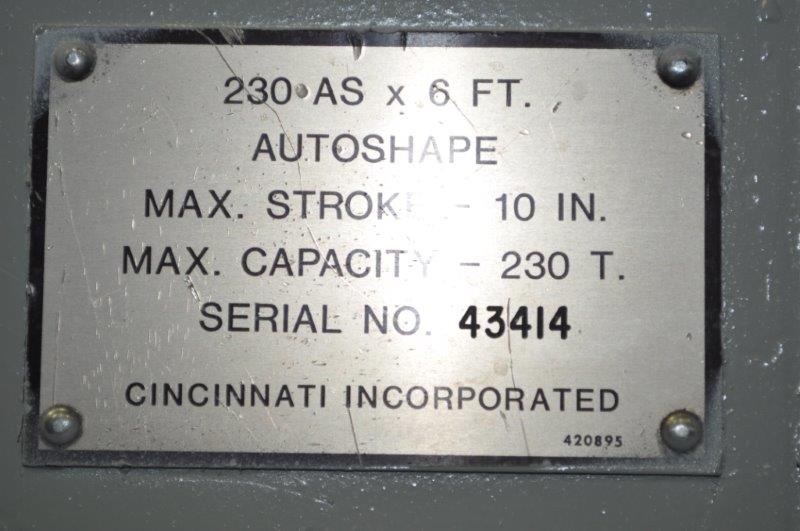 230 AS x 6 FT.
AUTOSHAPE
MAX. STROKE - 10 IN.
MAX. CAPACITY - 230 T.
SERIAL NO. 43414
CINCINNATI INCORPORATED
420895